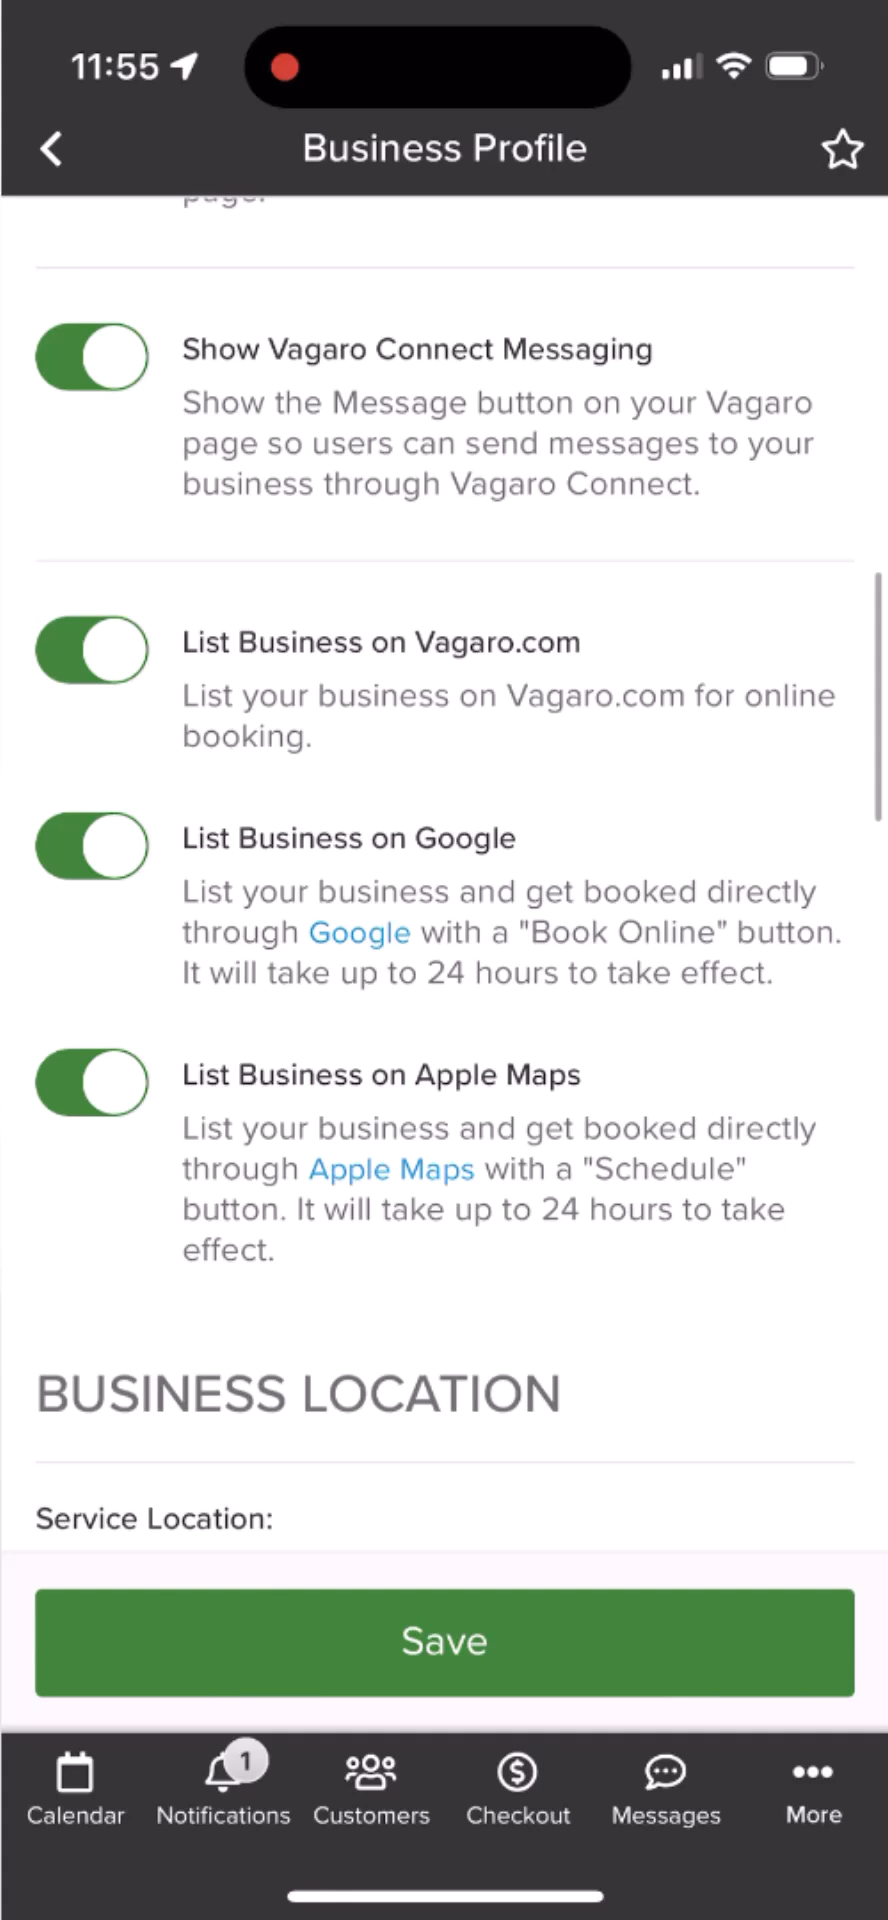 11:55
Business Profile
page.
Show Vagaro Connect Messaging
Show the Message button on your Vagaro
page so users can send messages to your
business through Vagaro Connect.
List Business on Vagaro.com
List your business on Vagaro.com for online
booking.
List Business on Google
List your business and get booked directly
through Google with a "Book Online" button.
It will take up to 24 hours to take effect.
List Business on Apple Maps
List your business and get booked directly
through Apple Maps with a "Schedule"
button. It will take up to 24 hours to take
effect.
BUSINESS LOCATION
Service Location:
Save
1
Calendar Notifications Customers Checkout Messages More